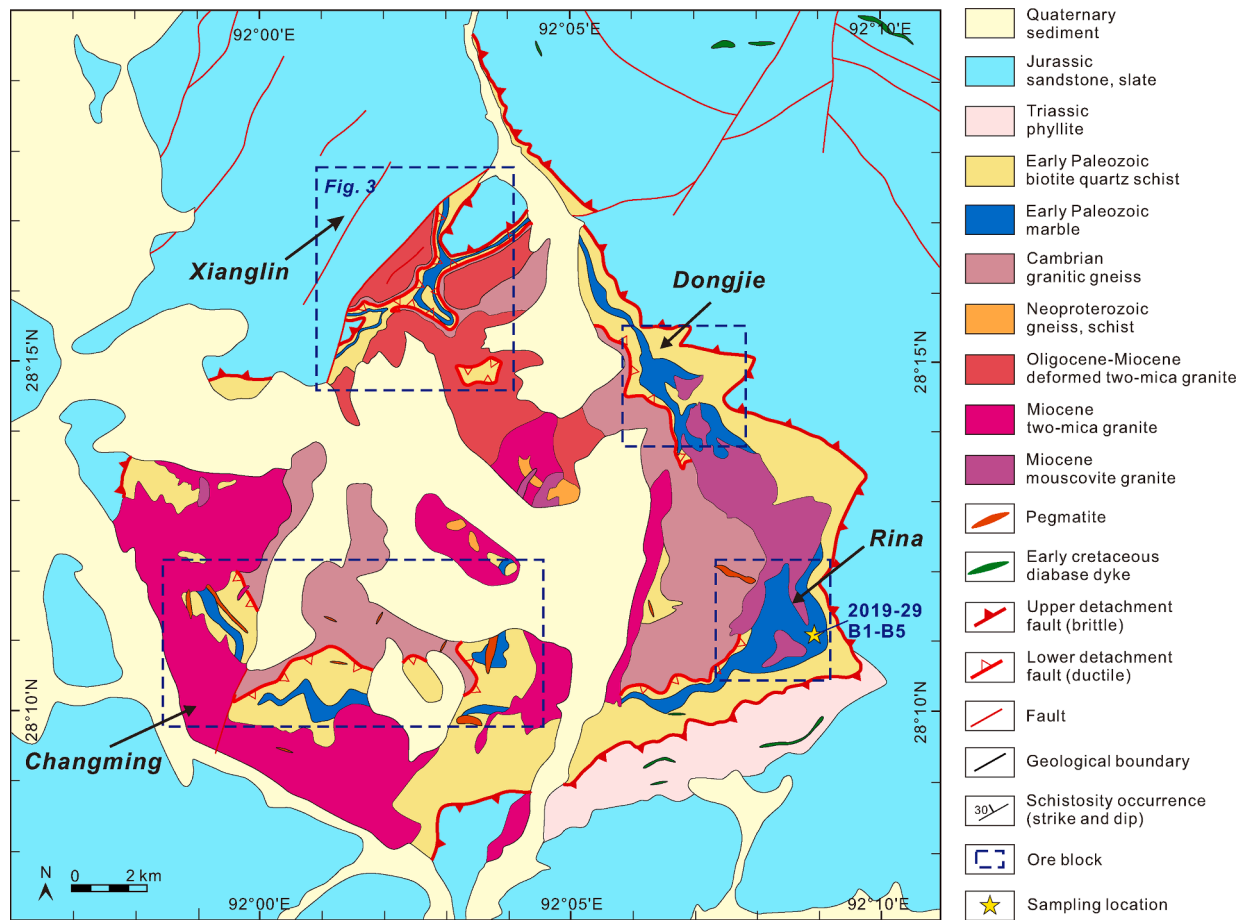 92°00'E
92°05'E
92°10'E
Fig. 3
Xianglin
Dongjie
28°15'N
28°15'N
Rina
2019-29
B1-B5
28°10'N
28°10'N
Changming
N
0
2 km
92°00'E
92°05'E
92°10'E
Quaternary
sediment
Jurassic
sandstone, slate
Triassic
phyllite
Early Paleozoic
biotite quartz schist
Early Paleozoic
marble
Cambrian
granitic gneiss
Neoproterozoic
gneiss, schist
Oligocene-Miocene
deformed two-mica granite
Miocene
two-mica granite
Miocene
mouscovite granite
Pegmatite
Early cretaceous
diabase dyke
Upper detachment
fault (brittle)
Lower detachment
fault (ductile)
Fault
Geological boundary
30
Schistosity occurrence
(strike and dip)
Ore block
Sampling location